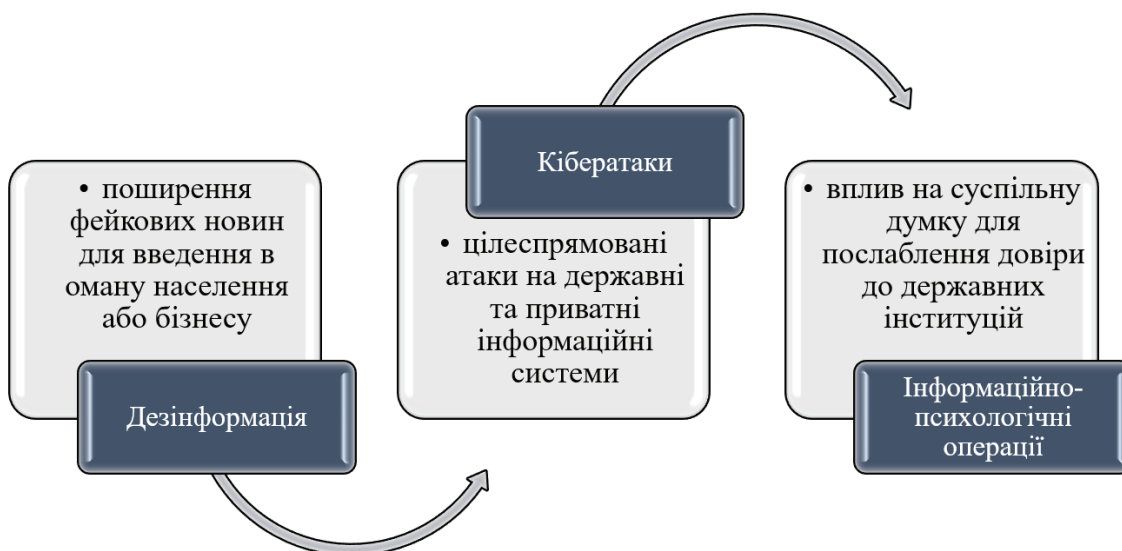 • поширення
фейкових новин
для введення в
оману населення
або бізнесу
Дезінформація
Кібератаки
• цілеспрямовані
атаки на державні
та приватні
інформаційні
системи
• вплив на суспільну
думку для
послаблення довіри
до державних
інституцій
Інформаційно-
психологічні
операції